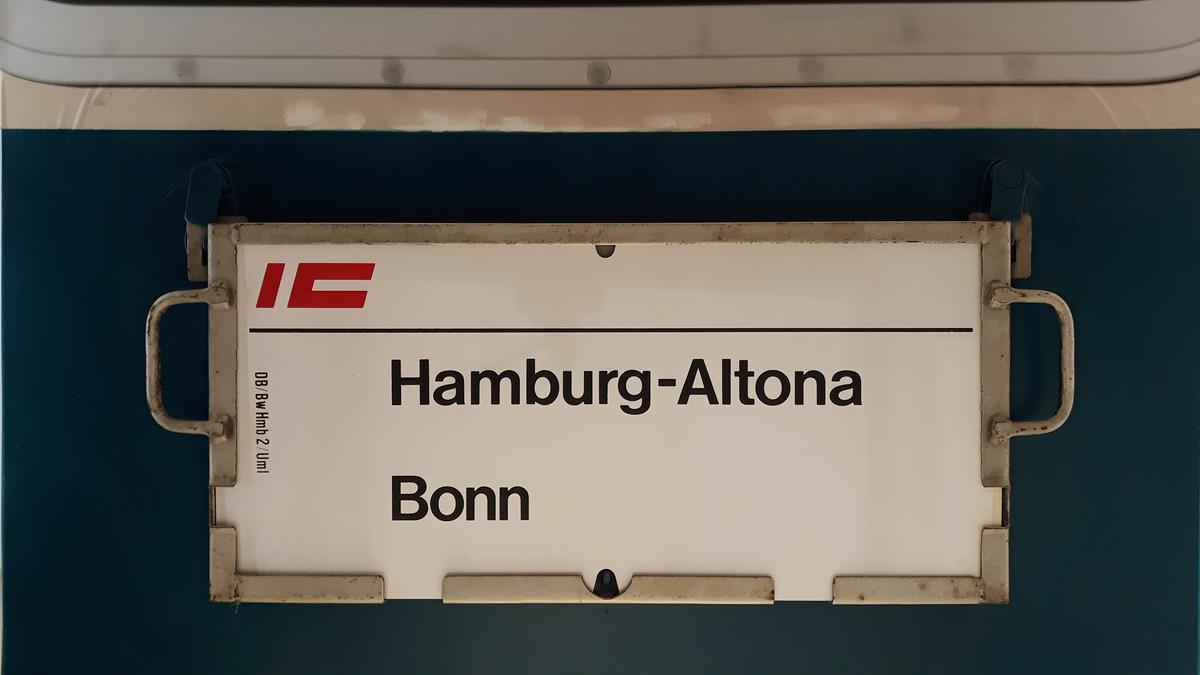 IC
Hamburg-Altona
Bonn
DB/Bw Hmb 2/Uml